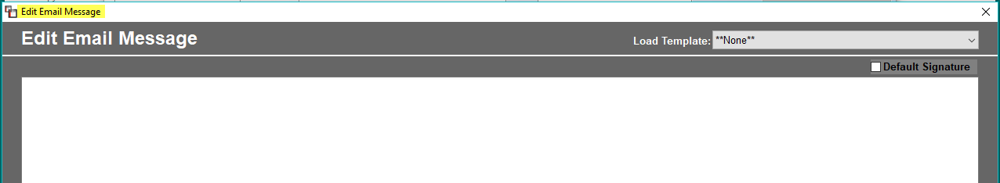 Edit Email Message
Edit Email Message
Load Template: **None**
Default Signature